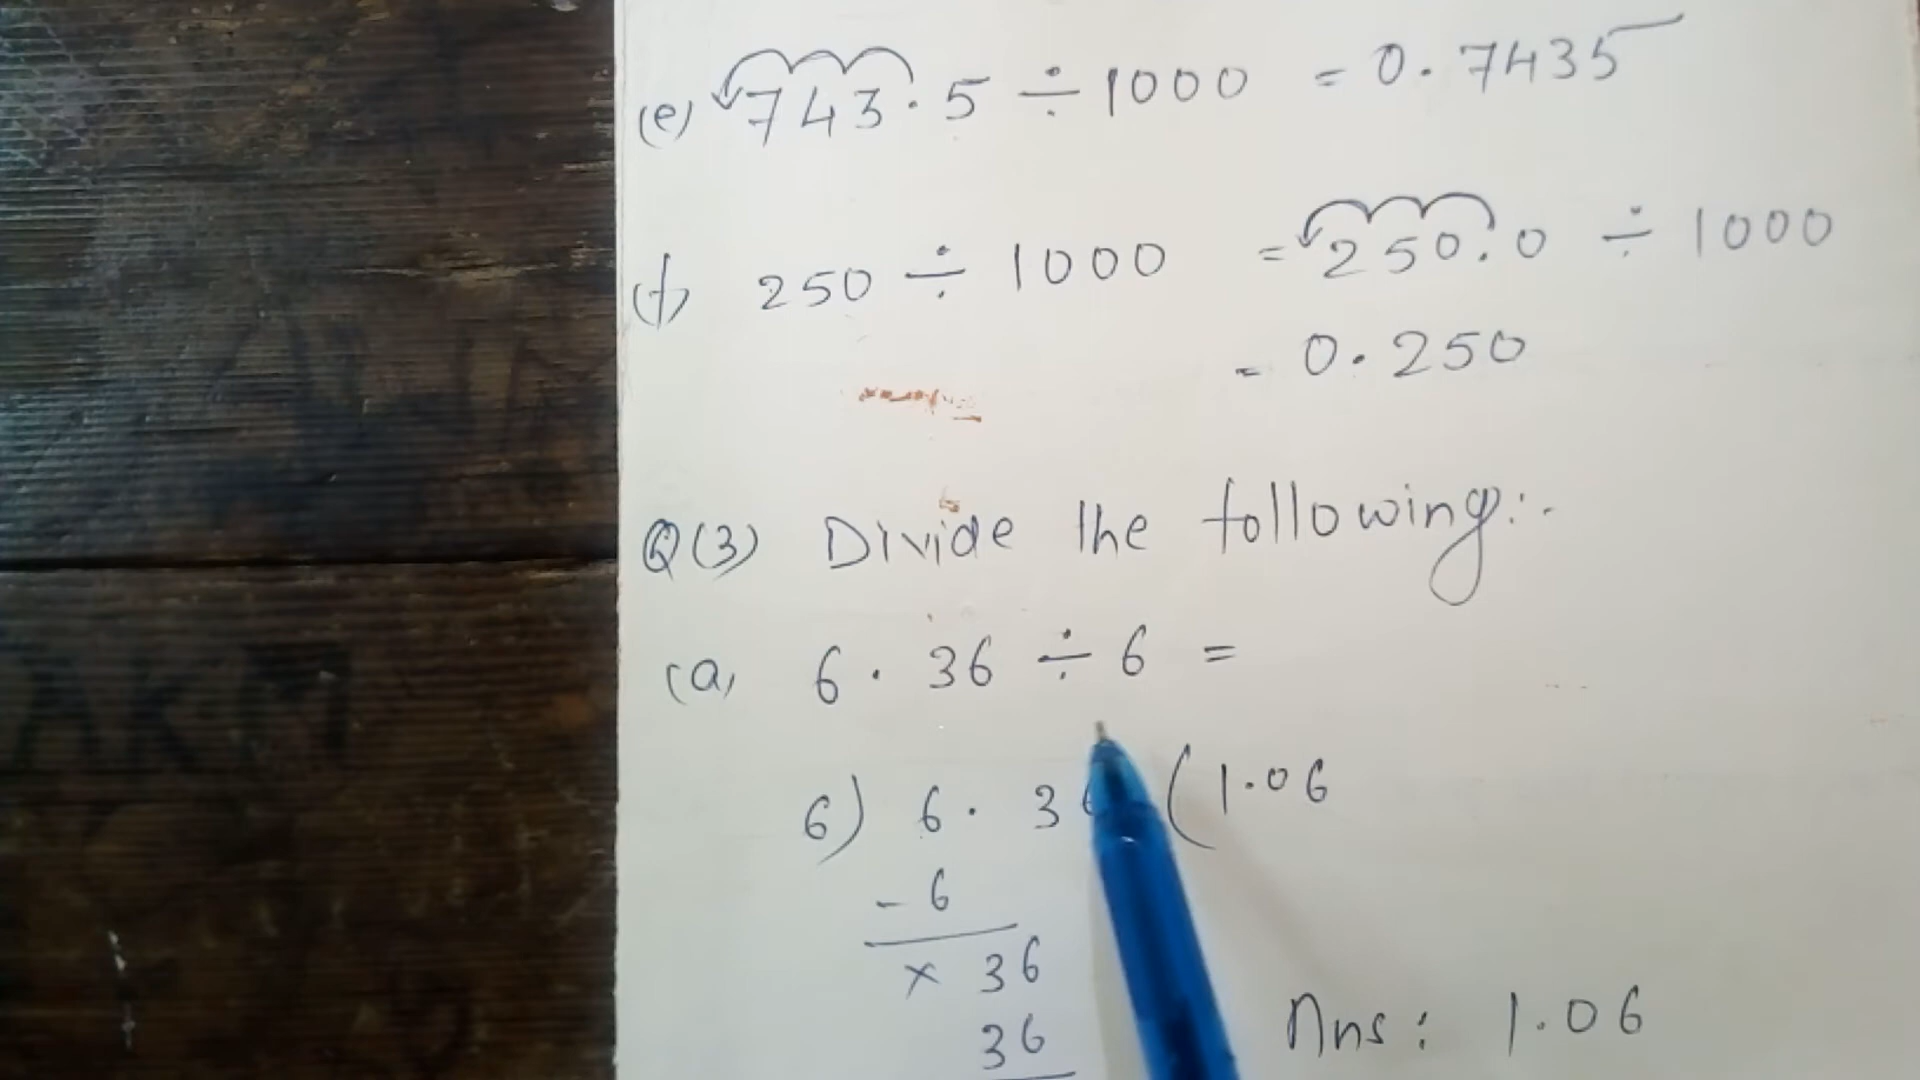 (e) 743.5 ÷ 1000 = 0.7435
(f) 250 ÷ 1000 = 250.0 ÷ 1000
= 0.250
Q(3) Divide the following:-
(a) 6.36 ÷ 6 =
6) 6.36 (1.06
- 6
x 36
36
Ans: 1.06